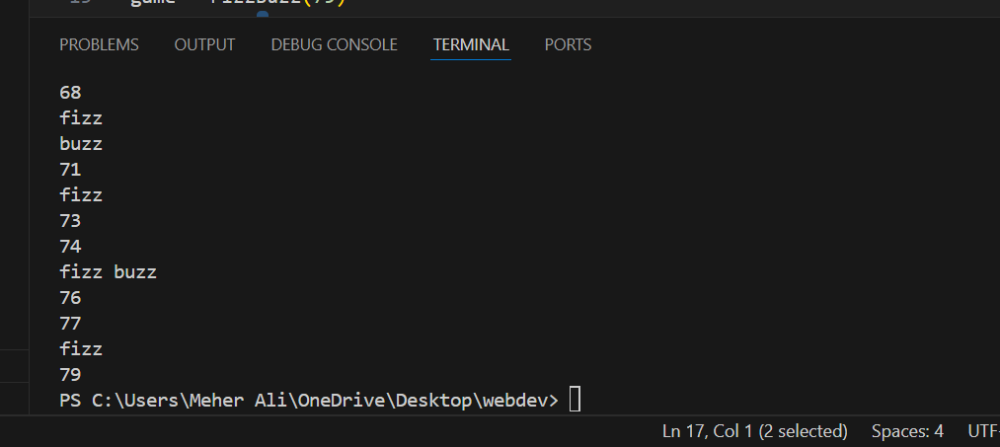 PROBLEMS OUTPUT DEBUG CONSOLE TERMINAL PORTS
68
fizz
buzz
71
fizz
73
74
fizz buzz
76
77
fizz
79
PS C:\Users\Meher Ali\OneDrive\Desktop\webdev>
Ln 17, Col 1 (2 selected) Spaces: 4 UTF-